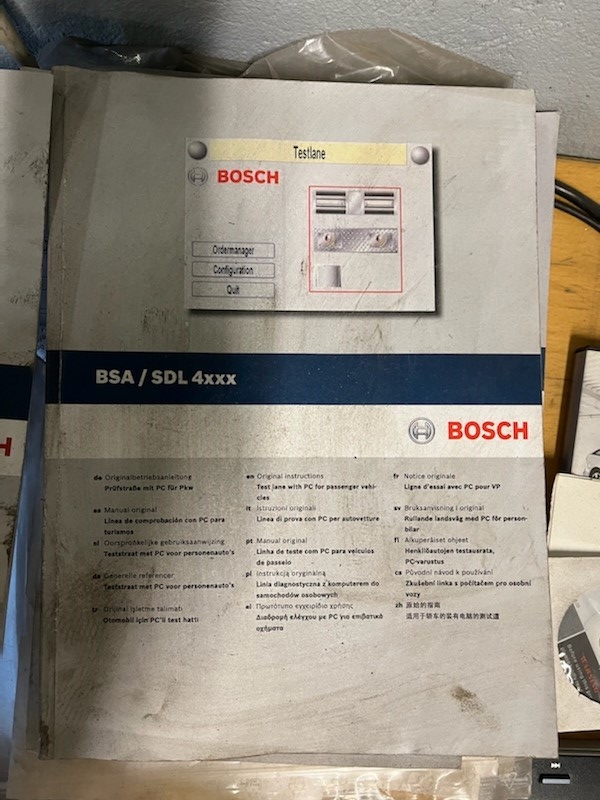 Testlane
BOSCH
Ordermanager
Configuration
Quit
BSA / SDL 4xxx
H
BOSCH
de Originalbetriebsanleitung
Prüfstraße mit PC für Pkw
en Original instructions
Test lane with PC for passenger vehi-
cles
fr Notice originale
Ligne d'essai avec PC pour VP
es Manual original
Línea de comprobación con PC para
turismos
it Istruzioni originali
Linea di prova con PC per autovetture
sv Bruksanvisning i original
Rullande landsväg med PC för person-
bilar
nl Oorspronkelijke gebruiksaanwijzing
Teststraat met PC voor personenauto's
pt Manual original
Linha de teste com PC para veículos
de passeio
fi Alkuperäiset ohjeet
Henkilöautojen testausrata,
PC-varustus
da Generelle referencer
Teststraat met PC voor personenauto's
pl Instrukcją oryginalną
Linia diagnostyczna z komputerem do
samochodów osobowych
cs Původní návod k používání
Zkušební linka s počítačem pro osobní
vozy
tr Orijinal işletme talimatı
Otomobil için PC'li test hatti
el Πρωτότυπο εγχειρίδιο χρήσης
Διαδρομή ελέγχου με PC για επιβατικά
οχήματα
zh 原始的指南
适用于轿车的装有电脑的测试道